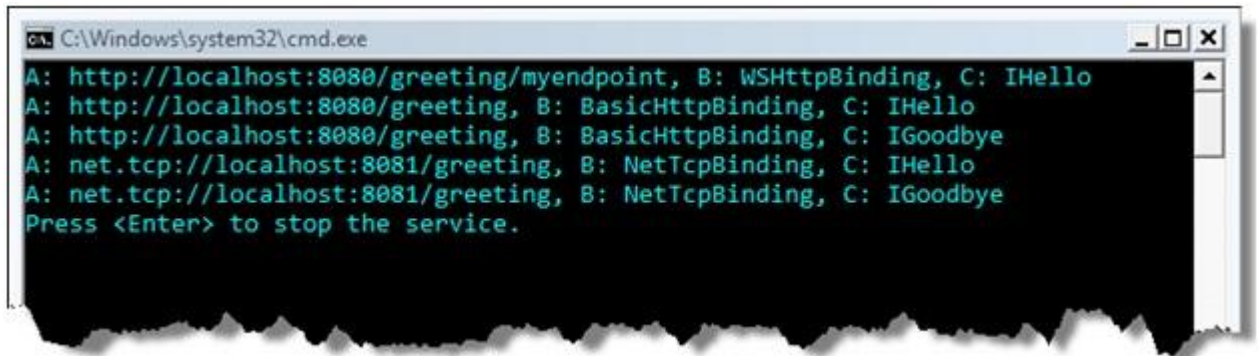 C:\Windows\system32\cmd.exe
A: http://localhost:8080/greeting/myendpoint, B: WSHttpBinding, C: IHello
A: http://localhost:8080/greeting, B: BasicHttpBinding, C: IHello
A: http://localhost:8080/greeting, B: BasicHttpBinding, C: IGoodbye
A: net.tcp://localhost:8081/greeting, B: NetTcpBinding, C: IHello
A: net.tcp://localhost:8081/greeting, B: NetTcpBinding, C: IGoodbye
Press <Enter> to stop the service.